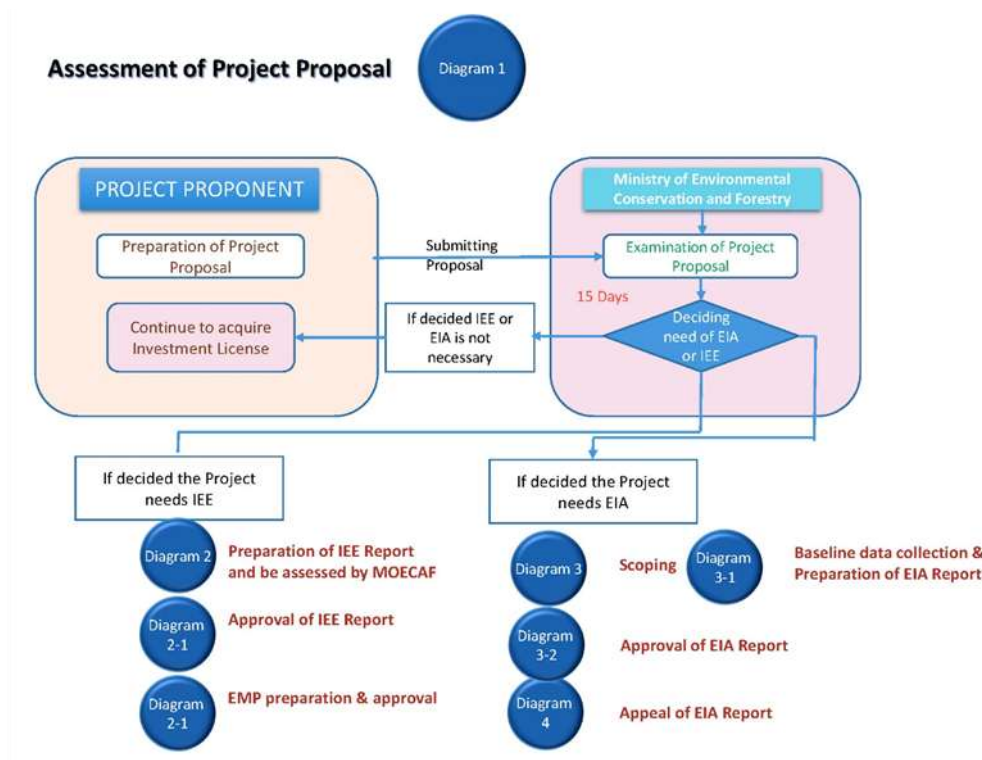 Assessment of Project Proposal
Diagram 1
PROJECT PROPONENT
Preparation of Project
Proposal
Continue to acquire
Investment License
Submitting
Proposal
If decided IEE or
EIA is not
necessary
Ministry of Environmental
Conservation and Forestry
Examination of Project
Proposal
15 Days
Deciding
need of EIA
or IEE
If decided the Project
needs IEE
Diagram 2
Preparation of IEE Report
and be assessed by MOECAF
Diagram
2-1
Approval of IEE Report
Diagram
2-1
EMP preparation & approval
If decided the Project
needs EIA
Diagram 3
Scoping
Diagram
3-1
Baseline data collection &
Preparation of EIA Report
Diagram
3-2
Approval of EIA Report
Diagram
4
Appeal of EIA Report